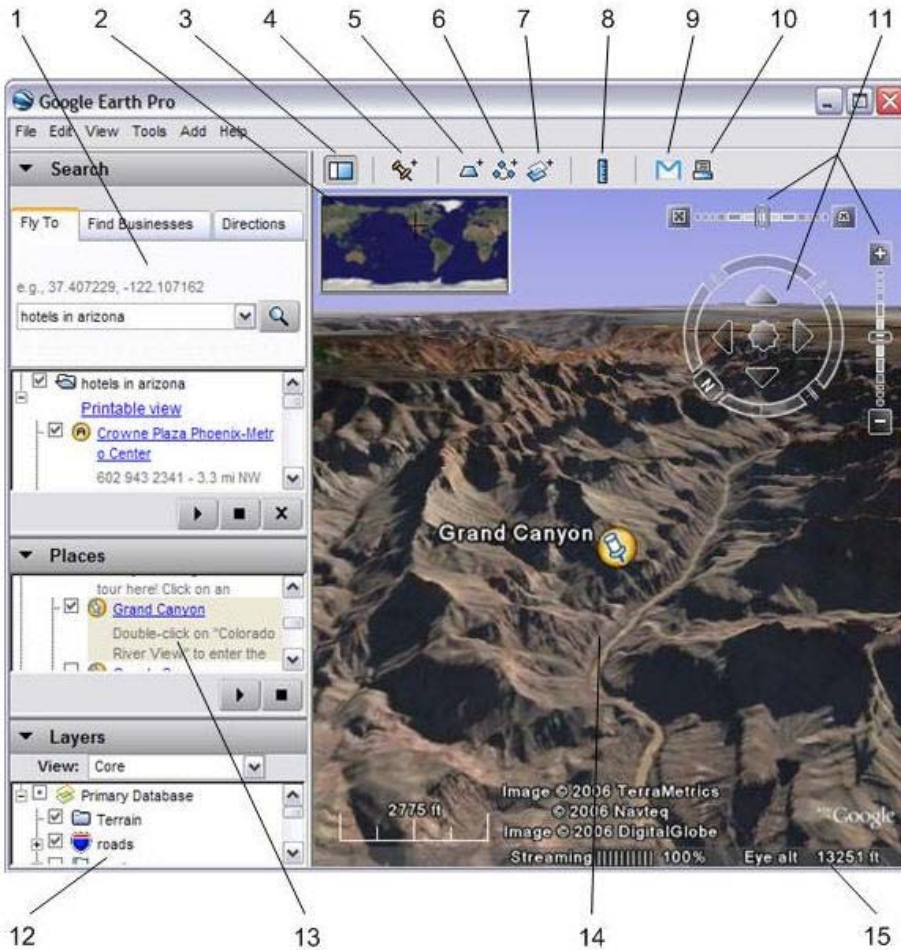 1 2 3 4 5 6 7 8 9 10 11
Google Earth Pro
File Edit View Tools Add Help
Search
Fly To Find Businesses Directions
e.g., 37.407229, -122.107162
hotels in arizona
hotels in arizona
Printable view
Crowne Plaza Phoenix-Metr
o Center
602 943 2341 - 3.3 mi NW
Places
tour here! Click on an
Grand Canyon
Double-click on "Colorado
River View" to enter the
Layers
View: Core
Primary Database
Terrain
roads
N
Grand Canyon
2775 ft
Image © 2006 TerraMetrics
© 2006 Navteq
Image © 2006 DigitalGlobe
Google
Streaming |||||||||| 100% Eye alt 13251 ft
12 13 14 15